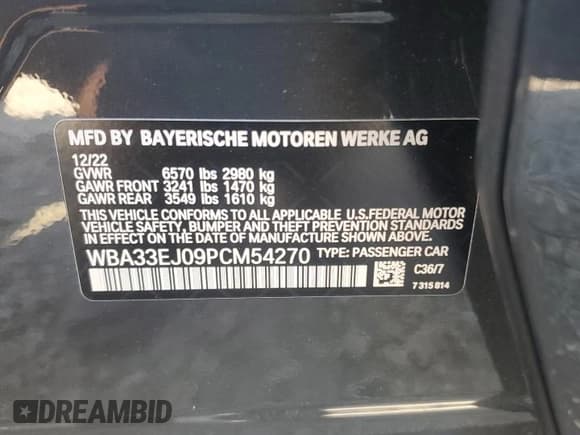 MFD BY BAYERISCHE MOTOREN WERKE AG
12/22
GVWR 6570 lbs 2980 kg
GAWR FRONT 3241 lbs 1470 kg
GAWR REAR 3549 lbs 1610 kg
THIS VEHICLE CONFORMS TO ALL APPLICABLE U.S.FEDERAL MOTOR
VEHICLE SAFETY, BUMPER AND THEFT PREVENTION STANDARDS
IN EFFECT ON THE DATE OF MANUFACTURE SHOWN ABOVE.
WBA33EJ09PCM54270 TYPE: PASSENGER CAR
C36/7
7 315 814
DREAMBID